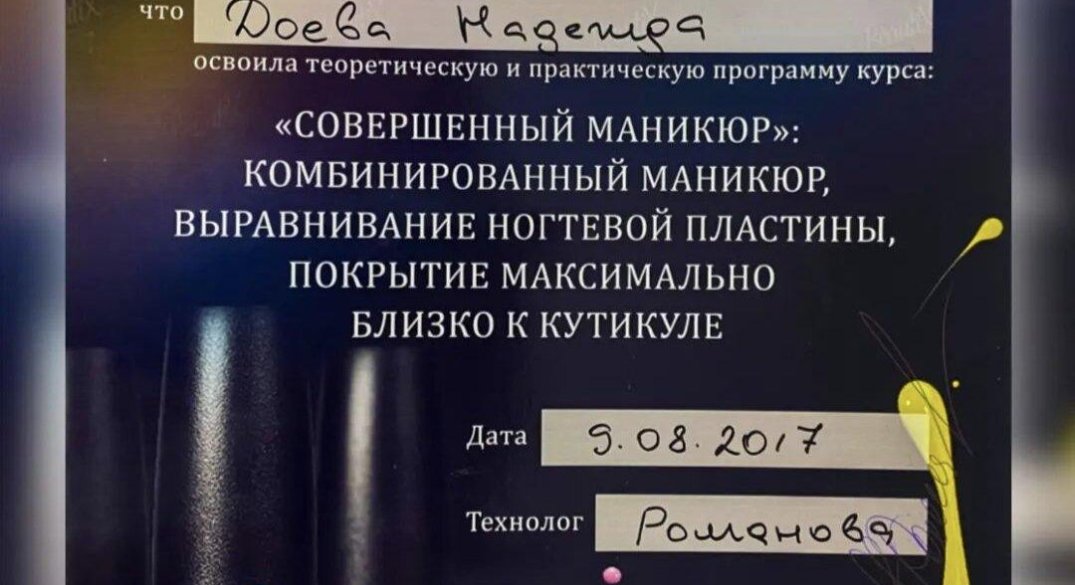 что Доева Надежда
освоила теоретическую и практическую программу курса:
«СОВЕРШЕННЫЙ МАНИКЮР»:
КОМБИНИРОВАННЫЙ МАНИКЮР,
ВЫРАВНИВАНИЕ НОГТЕВОЙ ПЛАСТИНЫ,
ПОКРЫТИЕ МАКСИМАЛЬНО
БЛИЗКО К КУТИКУЛЕ
Дата 9.08.2017
Технолог Романова